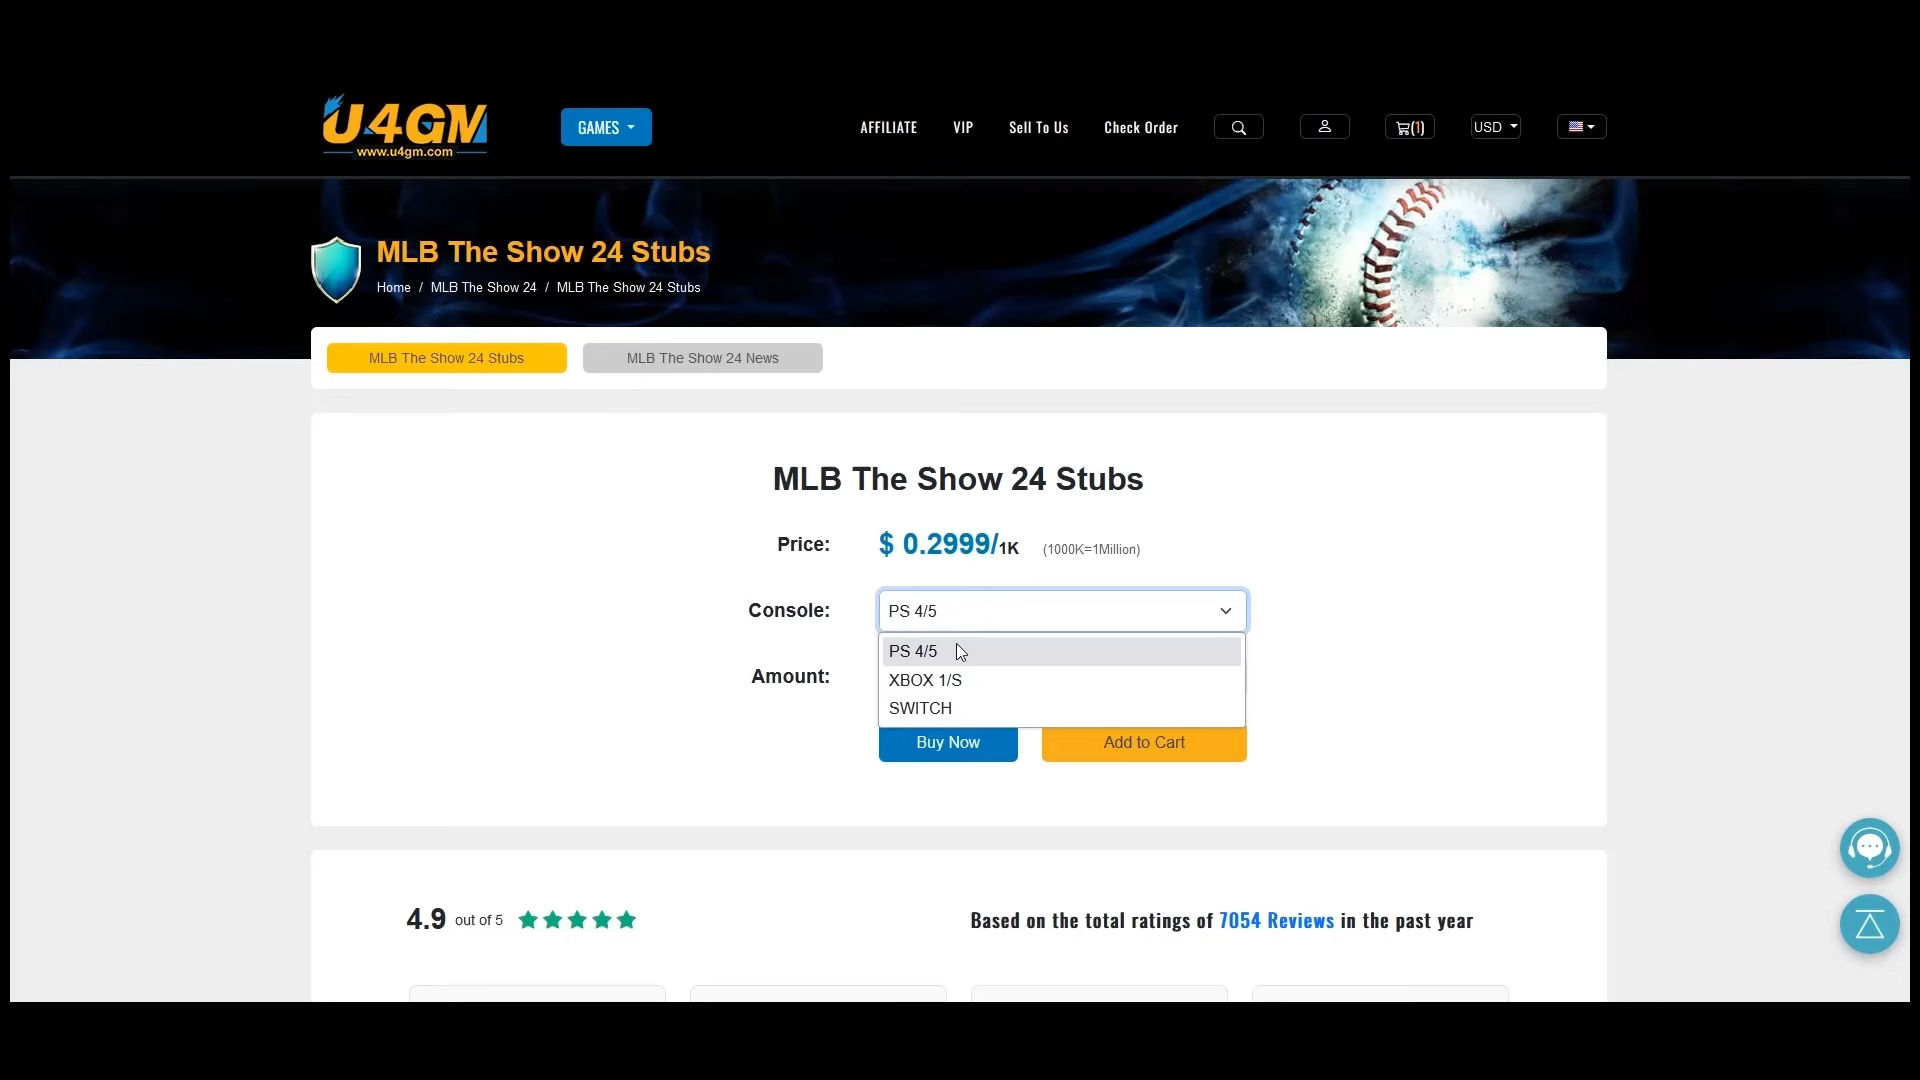 U4GM
www.u4gm.com
GAMES
AFFILIATE
VIP
Sell To Us
Check Order
(1)
USD
MLB The Show 24 Stubs
Home / MLB The Show 24 / MLB The Show 24 Stubs
MLB The Show 24 Stubs
MLB The Show 24 News
MLB The Show 24 Stubs
Price: $ 0.2999/1K (1000K=1Million)
Console: PS 4/5
PS 4/5
XBOX 1/S
SWITCH
Amount:
Buy Now
Add to Cart
4.9 out of 5
Based on the total ratings of 7054 Reviews in the past year